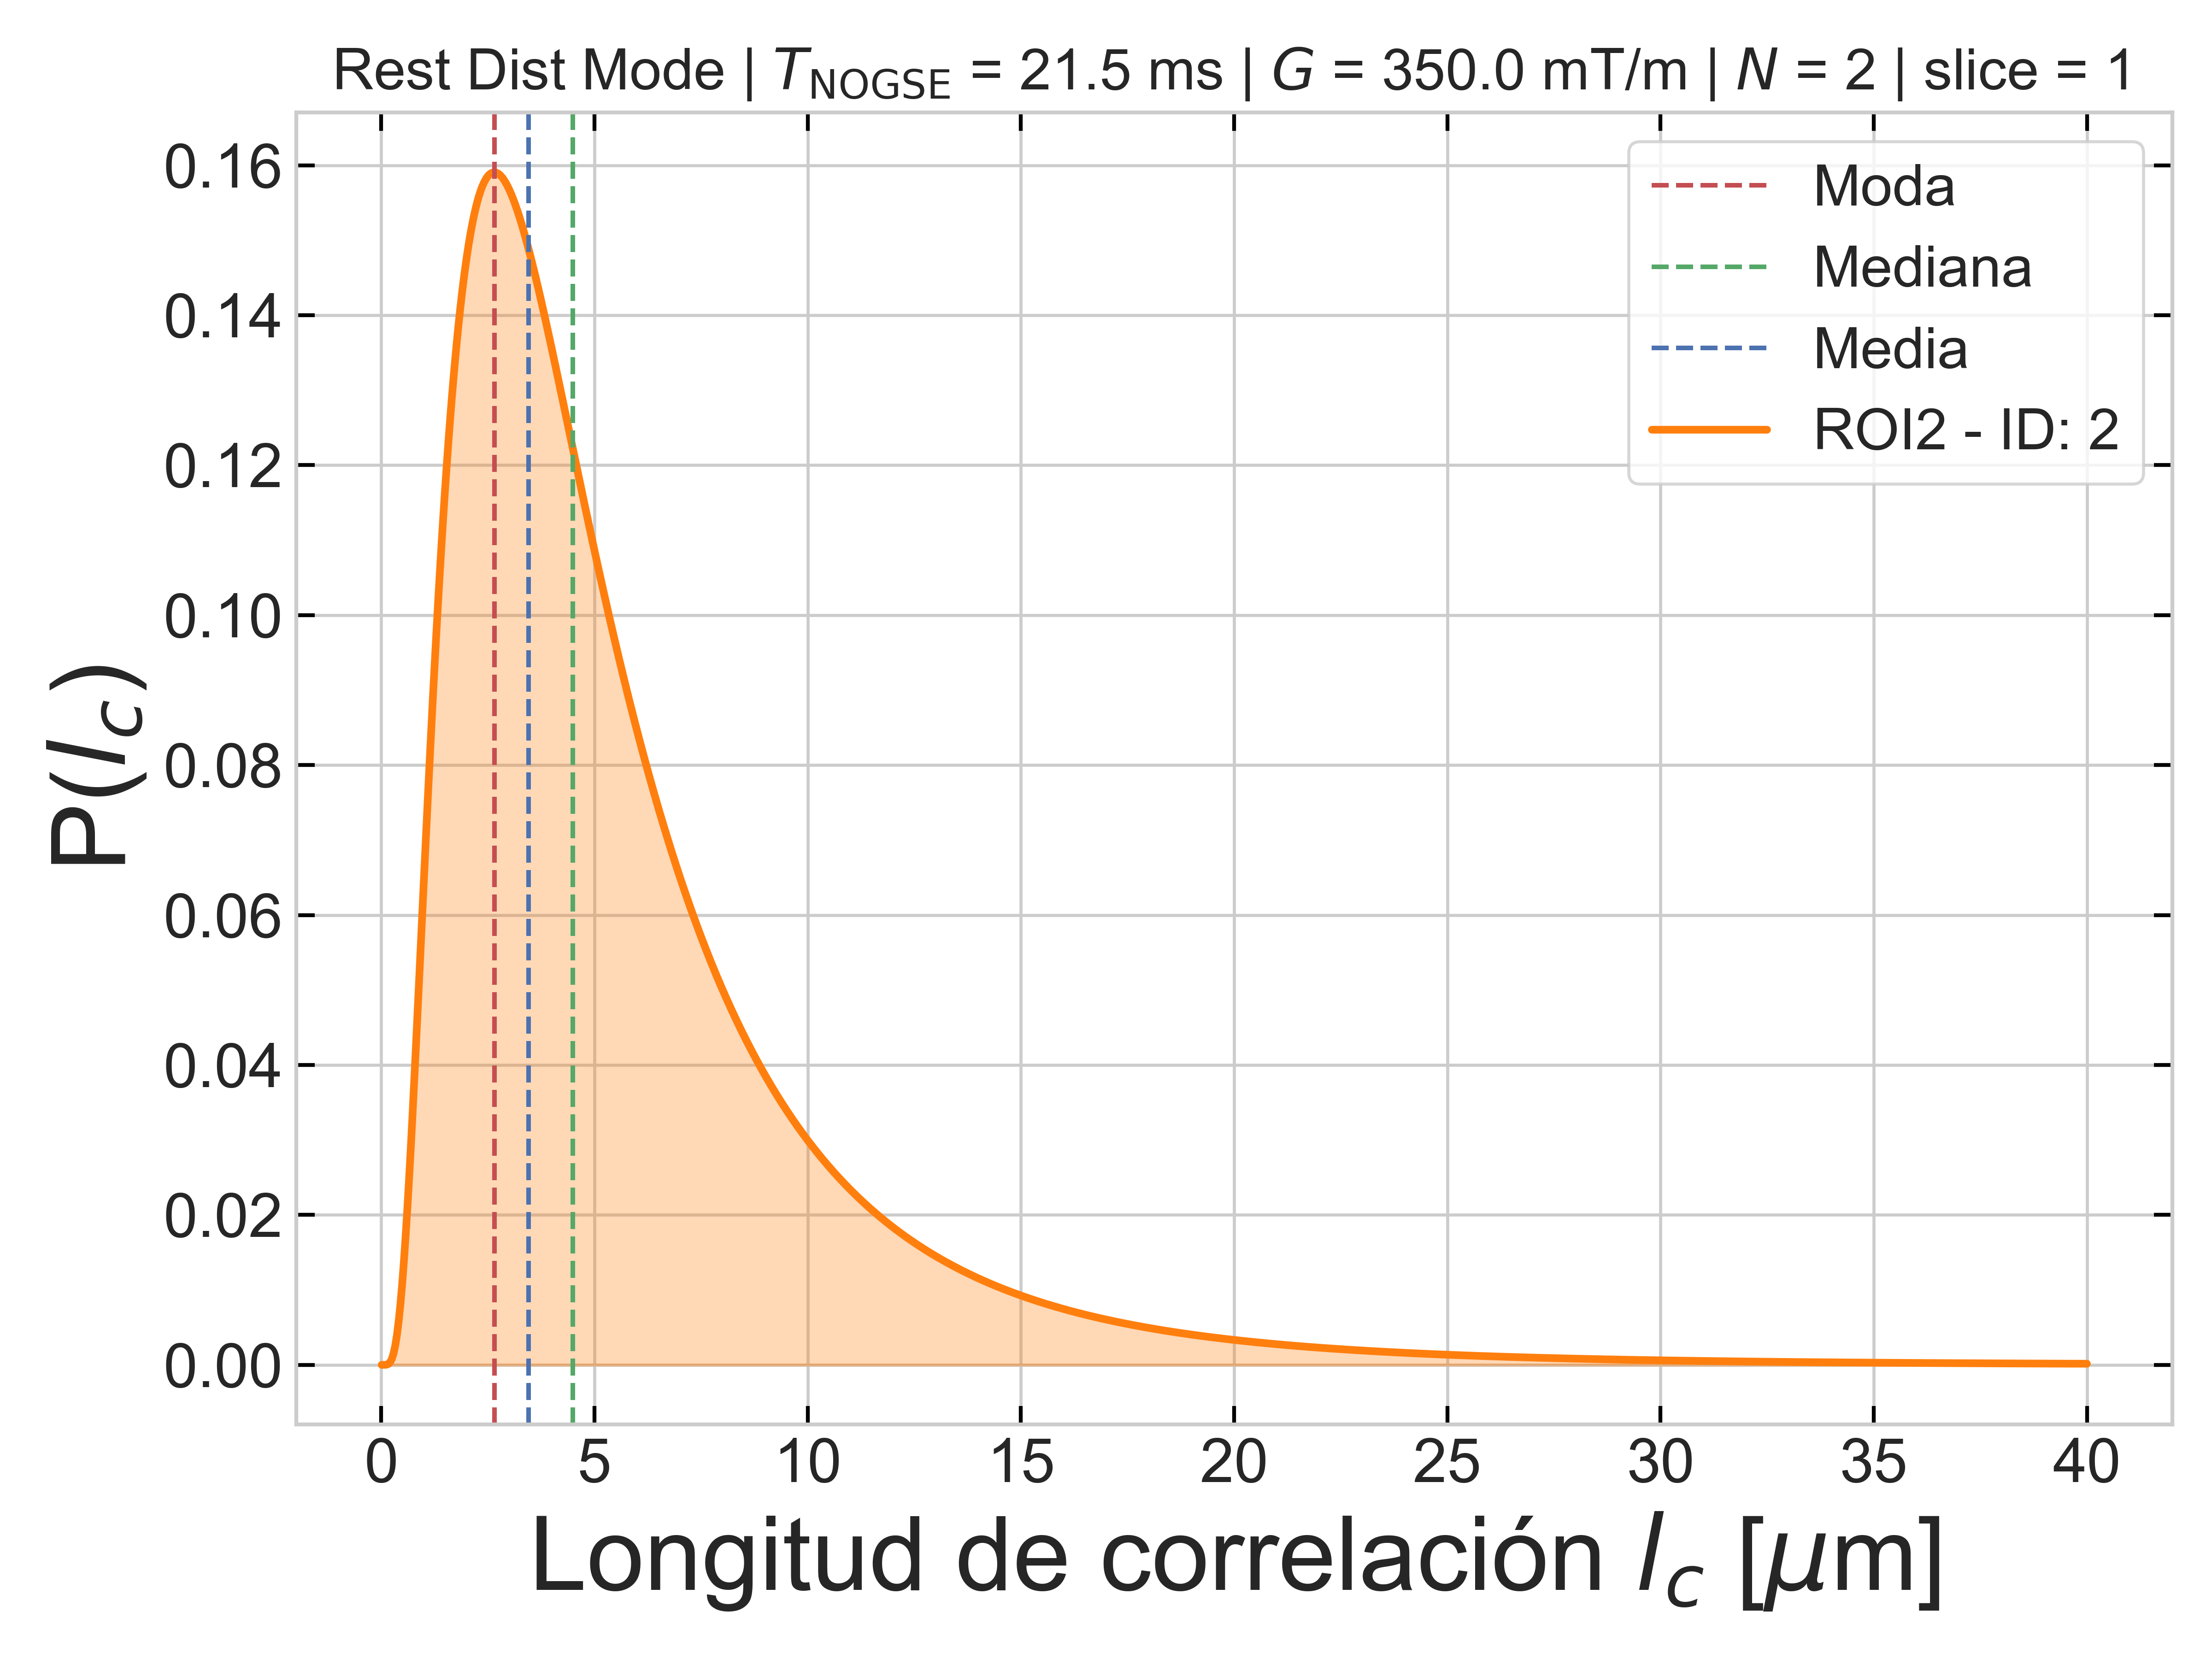 Rest Dist Mode | T_NOGSE = 21.5 ms | G = 350.0 mT/m | N = 2 | slice = 1
Moda
Mediana
Media
ROI2 - ID: 2
P(l_c)
0.16
0.14
0.12
0.10
0.08
0.06
0.04
0.02
0.00
0 5 10 15 20 25 30 35 40
Longitud de correlación l_c [μm]